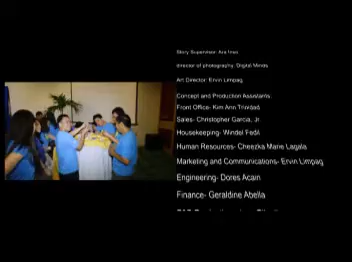 Story Supervisor: Ara
director of photography: Digital Minds
Art Director: Ervin Limpag
Concept and Production Assistants:
Front Office- Kim Ann Trinidad
Sales- Christopher Garcia, Jr
Housekeeping- Windel Fedil
Human Resources- Cheezka Marie Lagala
Marketing and Communications- Ervin Limpag
Engineering- Dores Acain
Finance- Geraldine Abella